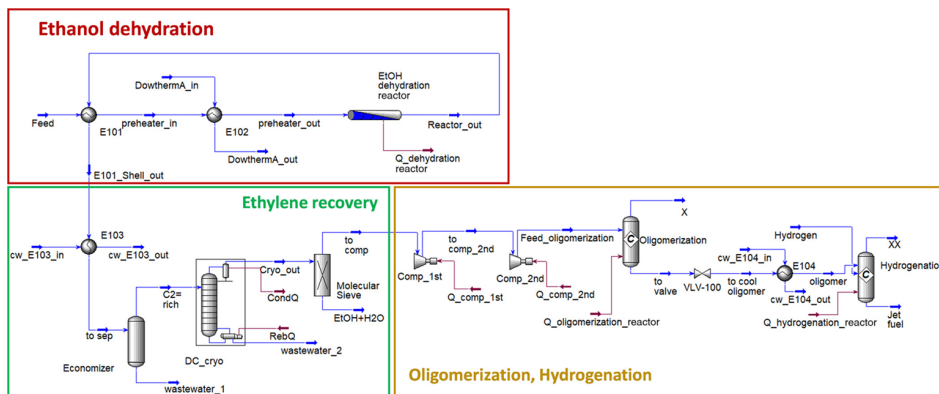 Ethanol dehydration
DowthermA_in
EtOH
dehydration
reactor
Feed
E101
preheater_in
E102
preheater_out
Reactor_out
DowthermA_out
Q_dehydration
reactor
E101_Shell_out
Ethylene recovery
E103
cw_E103_in
cw_E103_out
C2=
rich
Cryo_out
to
comp
CondQ
Molecular
Sieve
EtOH+H2O
to sep
RebQ
wastewater_2
Economizer
DC_cryo
wastewater_1
to
comp_2nd
Comp_1st
Q_comp_1st
Feed_oligomerization
Comp_2nd
Q_comp_2nd
X
Oligomerization
C
Q_oligomerization_reactor
to
valve
VLV-100
to cool
oligomer
Hydrogen
cw_E104_in
E104
oligomer
cw_E104_out
XX
Hydrogenatio
C
Q_hydrogenation_reactor
Jet
fuel
Oligomerization, Hydrogenation